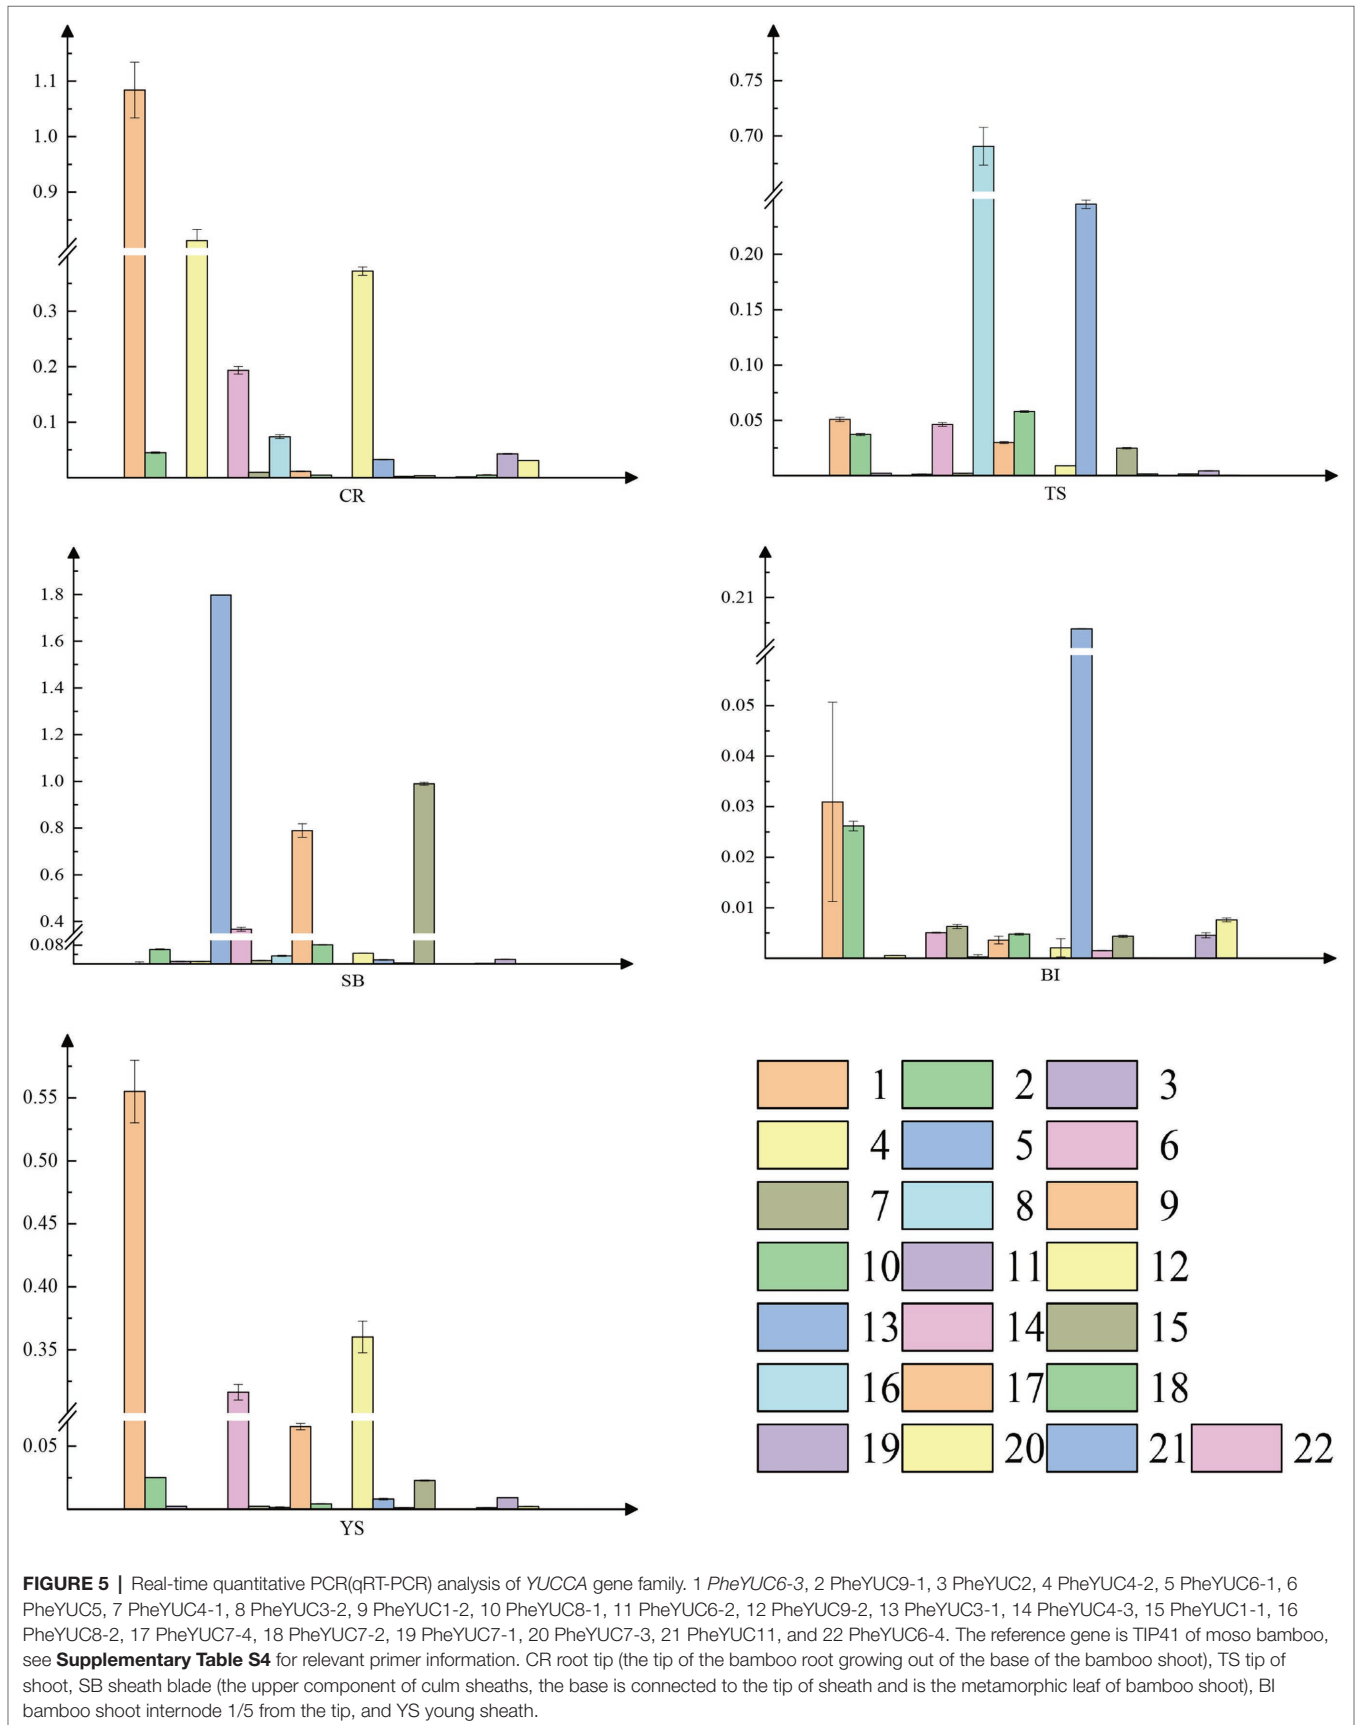 1.1
1.0
0.9
0.3
0.2
0.1
CR
0.75
0.70
0.20
0.15
0.10
0.05
TS
1.8
1.6
1.4
1.2
1.0
0.8
0.6
0.4
0.08
SB
0.21
0.05
0.04
0.03
0.02
0.01
BI
0.55
0.50
0.45
0.40
0.35
0.05
YS
1 2 3
4 5 6
7 8 9
10 11 12
13 14 15
16 17 18
19 20 21 22
FIGURE 5 | Real-time quantitative PCR(qRT-PCR) analysis of YUCCA gene family. 1 PheYUC6-3, 2 PheYUC9-1, 3 PheYUC2, 4 PheYUC4-2, 5 PheYUC6-1, 6
PheYUC5, 7 PheYUC4-1, 8 PheYUC3-2, 9 PheYUC1-2, 10 PheYUC8-1, 11 PheYUC6-2, 12 PheYUC9-2, 13 PheYUC3-1, 14 PheYUC4-3, 15 PheYUC1-1, 16
PheYUC8-2, 17 PheYUC7-4, 18 PheYUC7-2, 19 PheYUC7-1, 20 PheYUC7-3, 21 PheYUC11, and 22 PheYUC6-4. The reference gene is TIP41 of moso bamboo,
see Supplementary Table S4 for relevant primer information. CR root tip (the tip of the bamboo root growing out of the base of the bamboo shoot), TS tip of
shoot, SB sheath blade (the upper component of culm sheaths, the base is connected to the tip of sheath and is the metamorphic leaf of bamboo shoot), BI
bamboo shoot internode 1/5 from the tip, and YS young sheath.